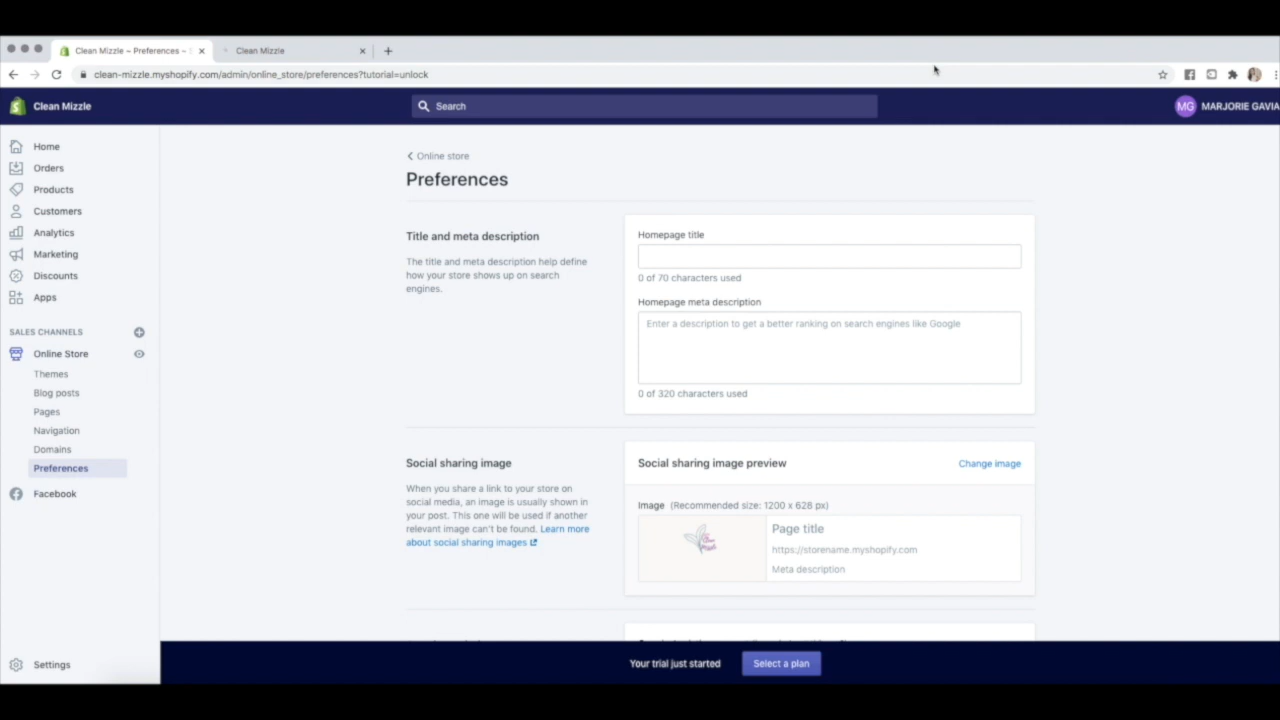 Clean Mizzle ~ Preferences ~
Clean Mizzle
clean-mizzle.myshopify.com/admin/online_store/preferences?tutorial=unlock
Clean Mizzle
Search
MG MARJORIE GAVIA
Home
Orders
Products
Customers
Analytics
Marketing
Discounts
Apps
SALES CHANNELS
Online Store
Themes
Blog posts
Pages
Navigation
Domains
Preferences
Facebook
Settings
Online store
Preferences
Title and meta description
The title and meta description help define
how your store shows up on search
engines.
Homepage title
0 of 70 characters used
Homepage meta description
Enter a description to get a better ranking on search engines like Google
0 of 320 characters used
Social sharing image
When you share a link to your store on
social media, an image is usually shown in
your post. This one will be used if another
relevant image can't be found. Learn more
about social sharing images
Social sharing image preview
Change image
Image (Recommended size: 1200 x 628 px)
Page title
https://storename.myshopify.com
Meta description
Your trial just started
Select a plan